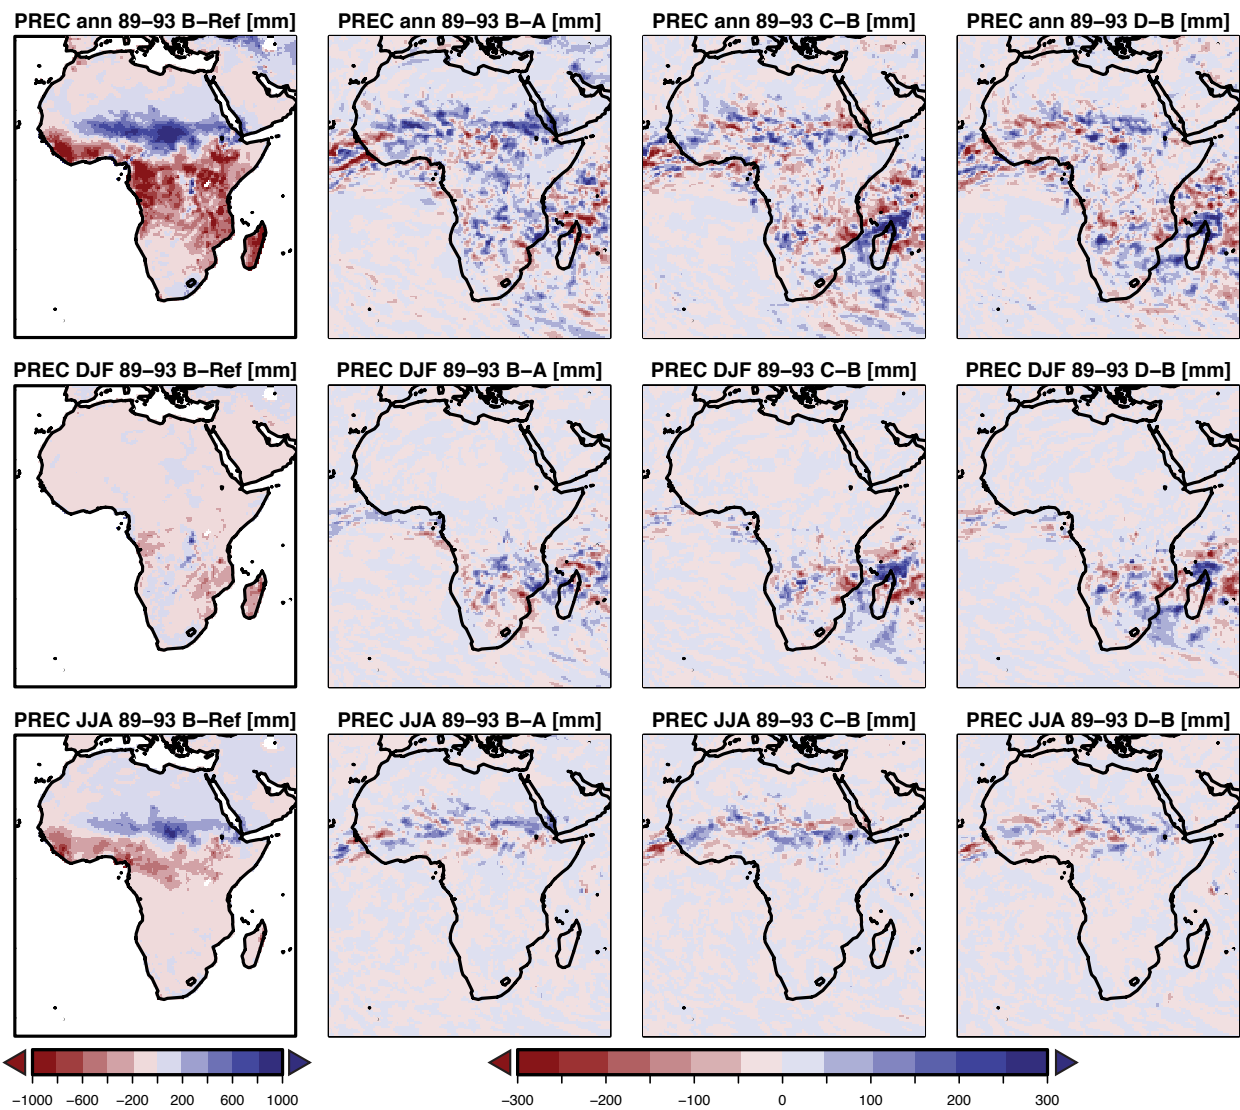 PREC ann 89–93 B–Ref [mm] PREC ann 89–93 B–A [mm] PREC ann 89–93 C–B [mm] PREC ann 89–93 D–B [mm]
PREC DJF 89–93 B–Ref [mm] PREC DJF 89–93 B–A [mm] PREC DJF 89–93 C–B [mm] PREC DJF 89–93 D–B [mm]
PREC JJA 89–93 B–Ref [mm] PREC JJA 89–93 B–A [mm] PREC JJA 89–93 C–B [mm] PREC JJA 89–93 D–B [mm]
−1000 −600 −200 200 600 1000 −300 −200 −100 0 100 200 300